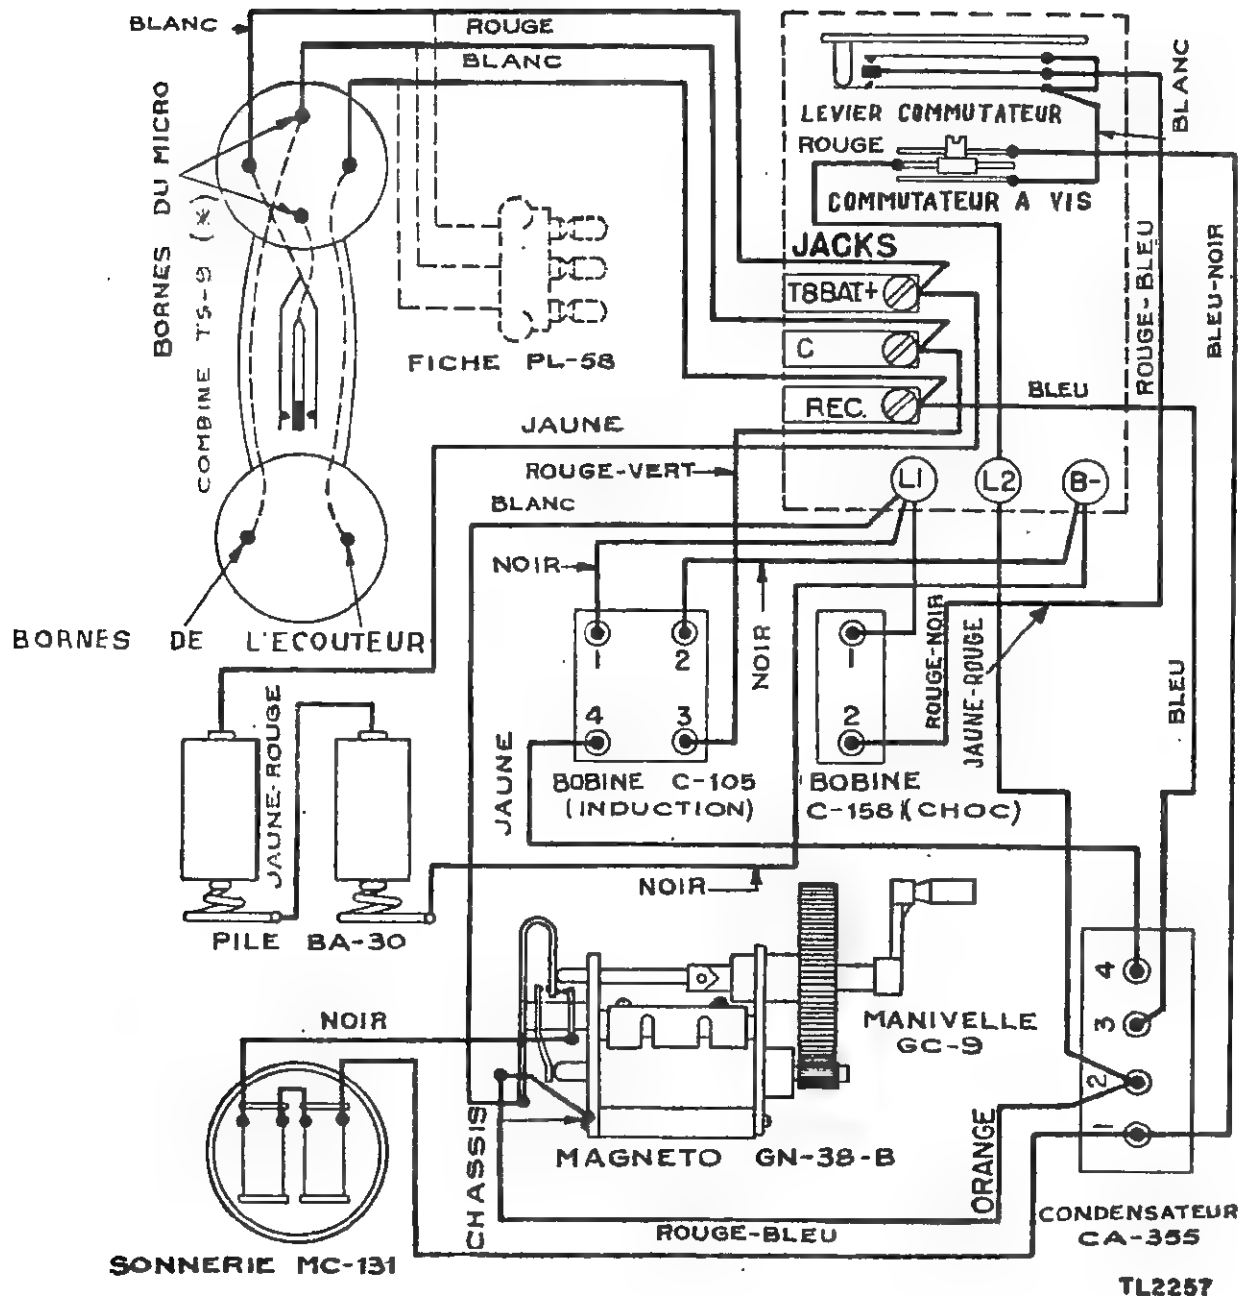 BLANC
ROUGE
BLANC
BORNES DU MICRO
COMBINE TS-9 (*)
FICHE PL-58
BLANC
LEVIER COMMUTATEUR
ROUGE
COMMUTATEUR A VIS
ROUGE-BLEU
BLEU-NOIR
JACKS
T8BAT+
C
REC.
BLEU
JAUNE
ROUGE-VERT
BLANC
L1
L2
B-
NOIR
BORNES DE L'ECOUTEUR
1
2
4
3
NOIR
1
2
ROUGE-NOIR
JAUNE-ROUGE
BLEU
JAUNE-ROUGE
JAUNE
BOBINE C-105
(INDUCTION)
BOBINE
C-158 (CHOC)
NOIR
PILE BA-30
4
3
2
1
NOIR
MANIVELLE
GC-9
CHASSIS
MAGNETO GN-38-B
ORANGE
ROUGE-BLEU
CONDENSATEUR
CA-355
SONNERIE MC-131
TL2257